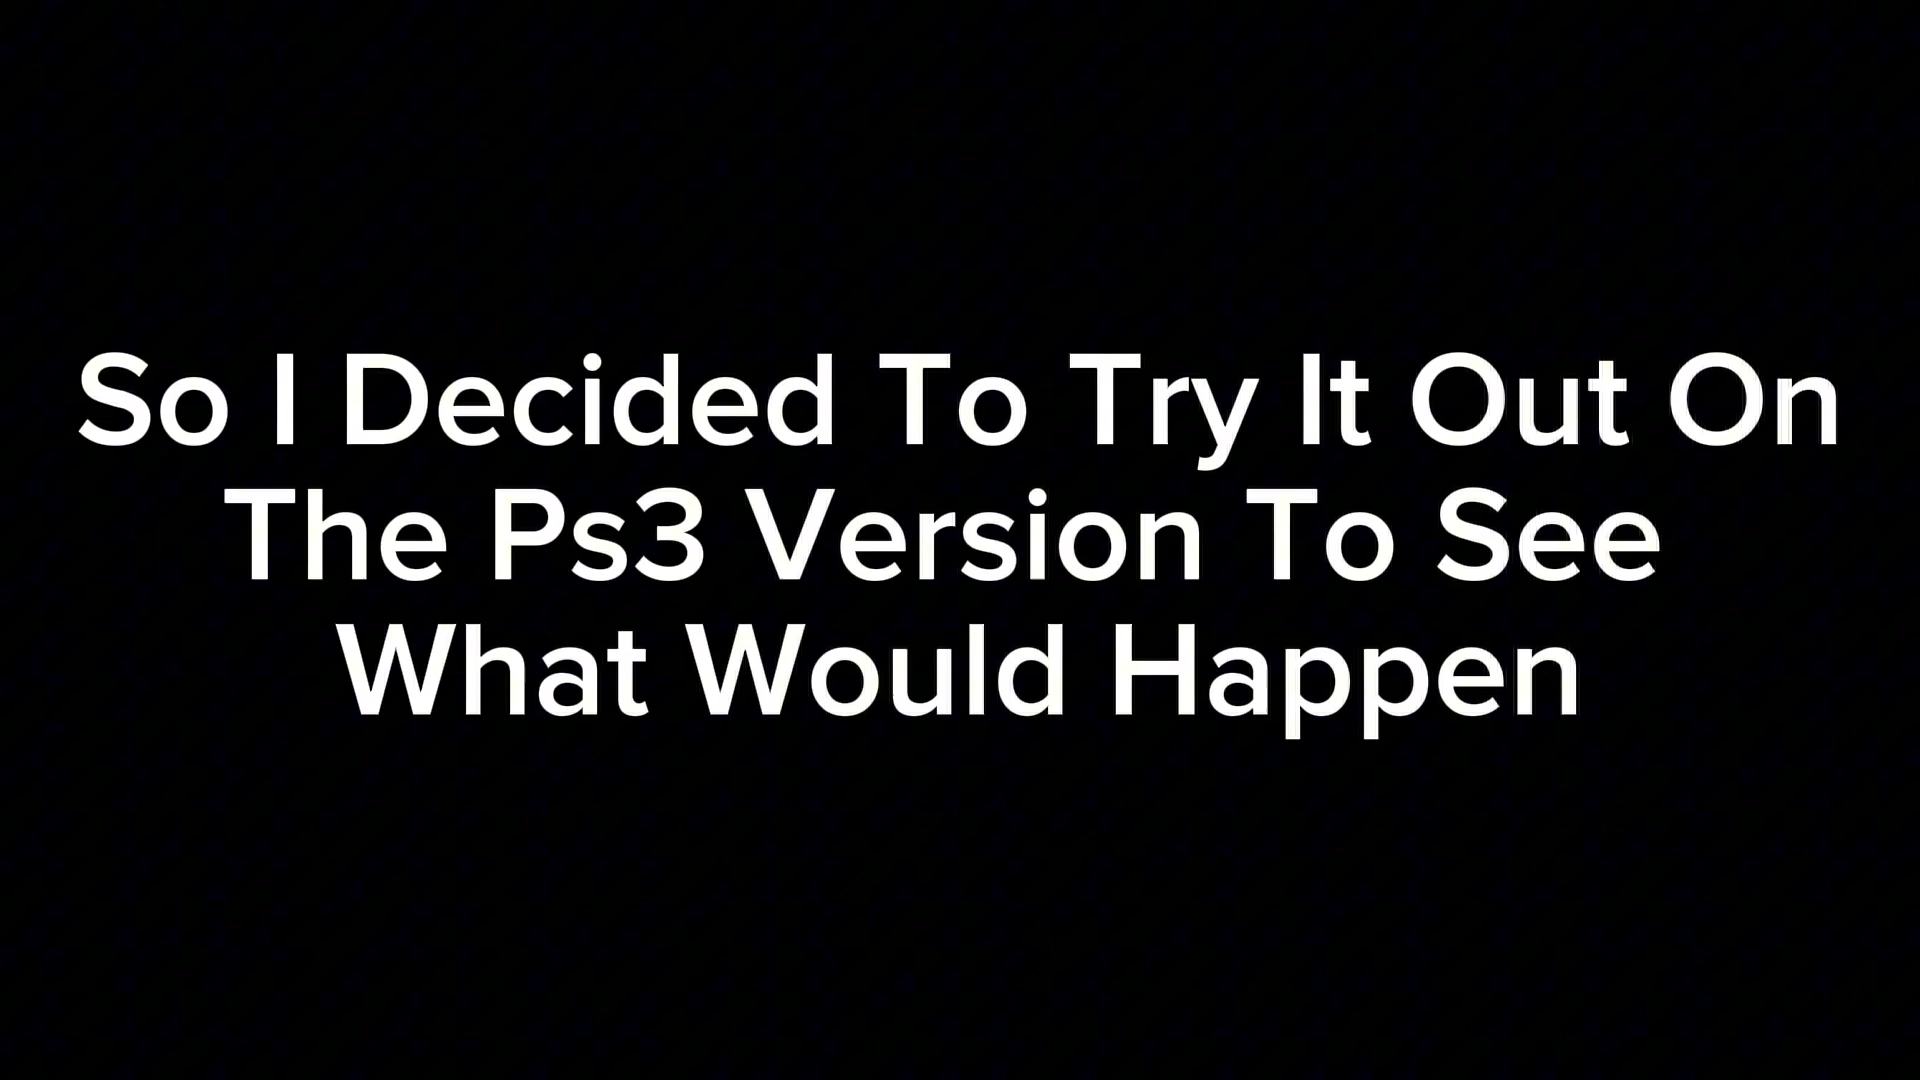 So I Decided To Try It Out On
The Ps3 Version To See
What Would Happen